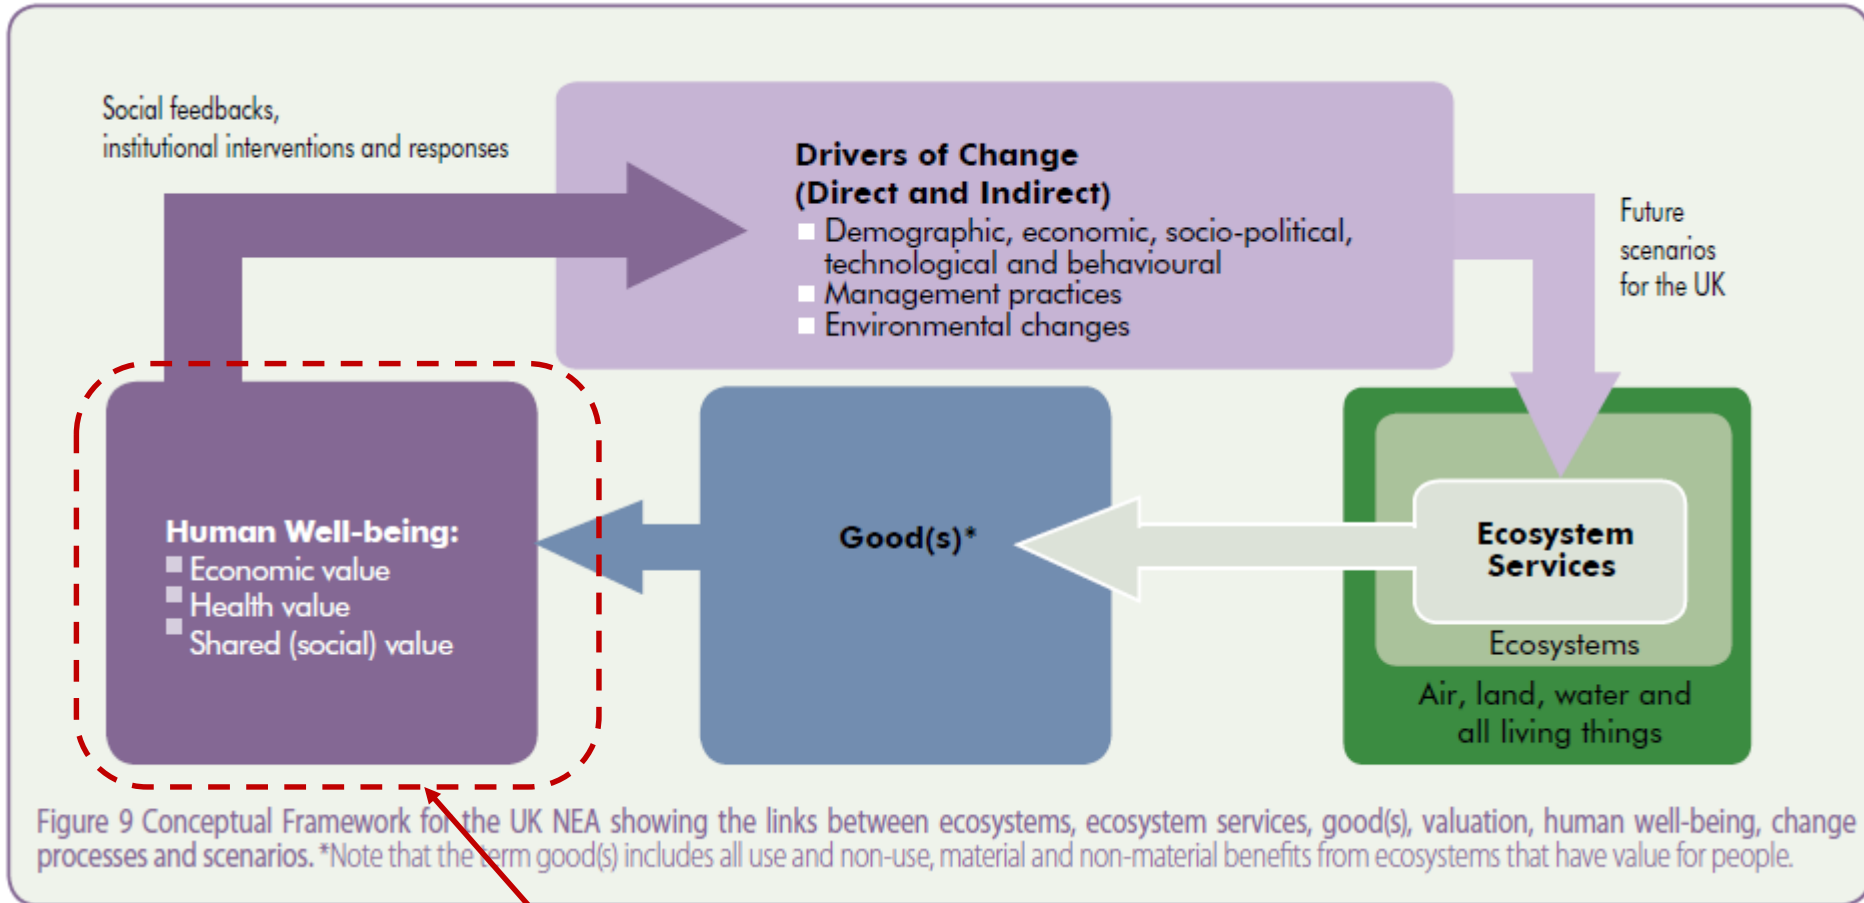 Social feedbacks,
institutional interventions and responses
Drivers of Change
(Direct and Indirect)
Demographic, economic, socio-political,
technological and behavioural
Management practices
Environmental changes
Future
scenarios
for the UK
Human Well-being:
Economic value
Health value
Shared (social) value
Good(s)*
Ecosystem
Services
Ecosystems
Air, land, water and
all living things
Figure 9 Conceptual Framework for the UK NEA showing the links between ecosystems, ecosystem services, good(s), valuation, human well-being, change
processes and scenarios. *Note that the term good(s) includes all use and non-use, material and non-material benefits from ecosystems that have value for people.